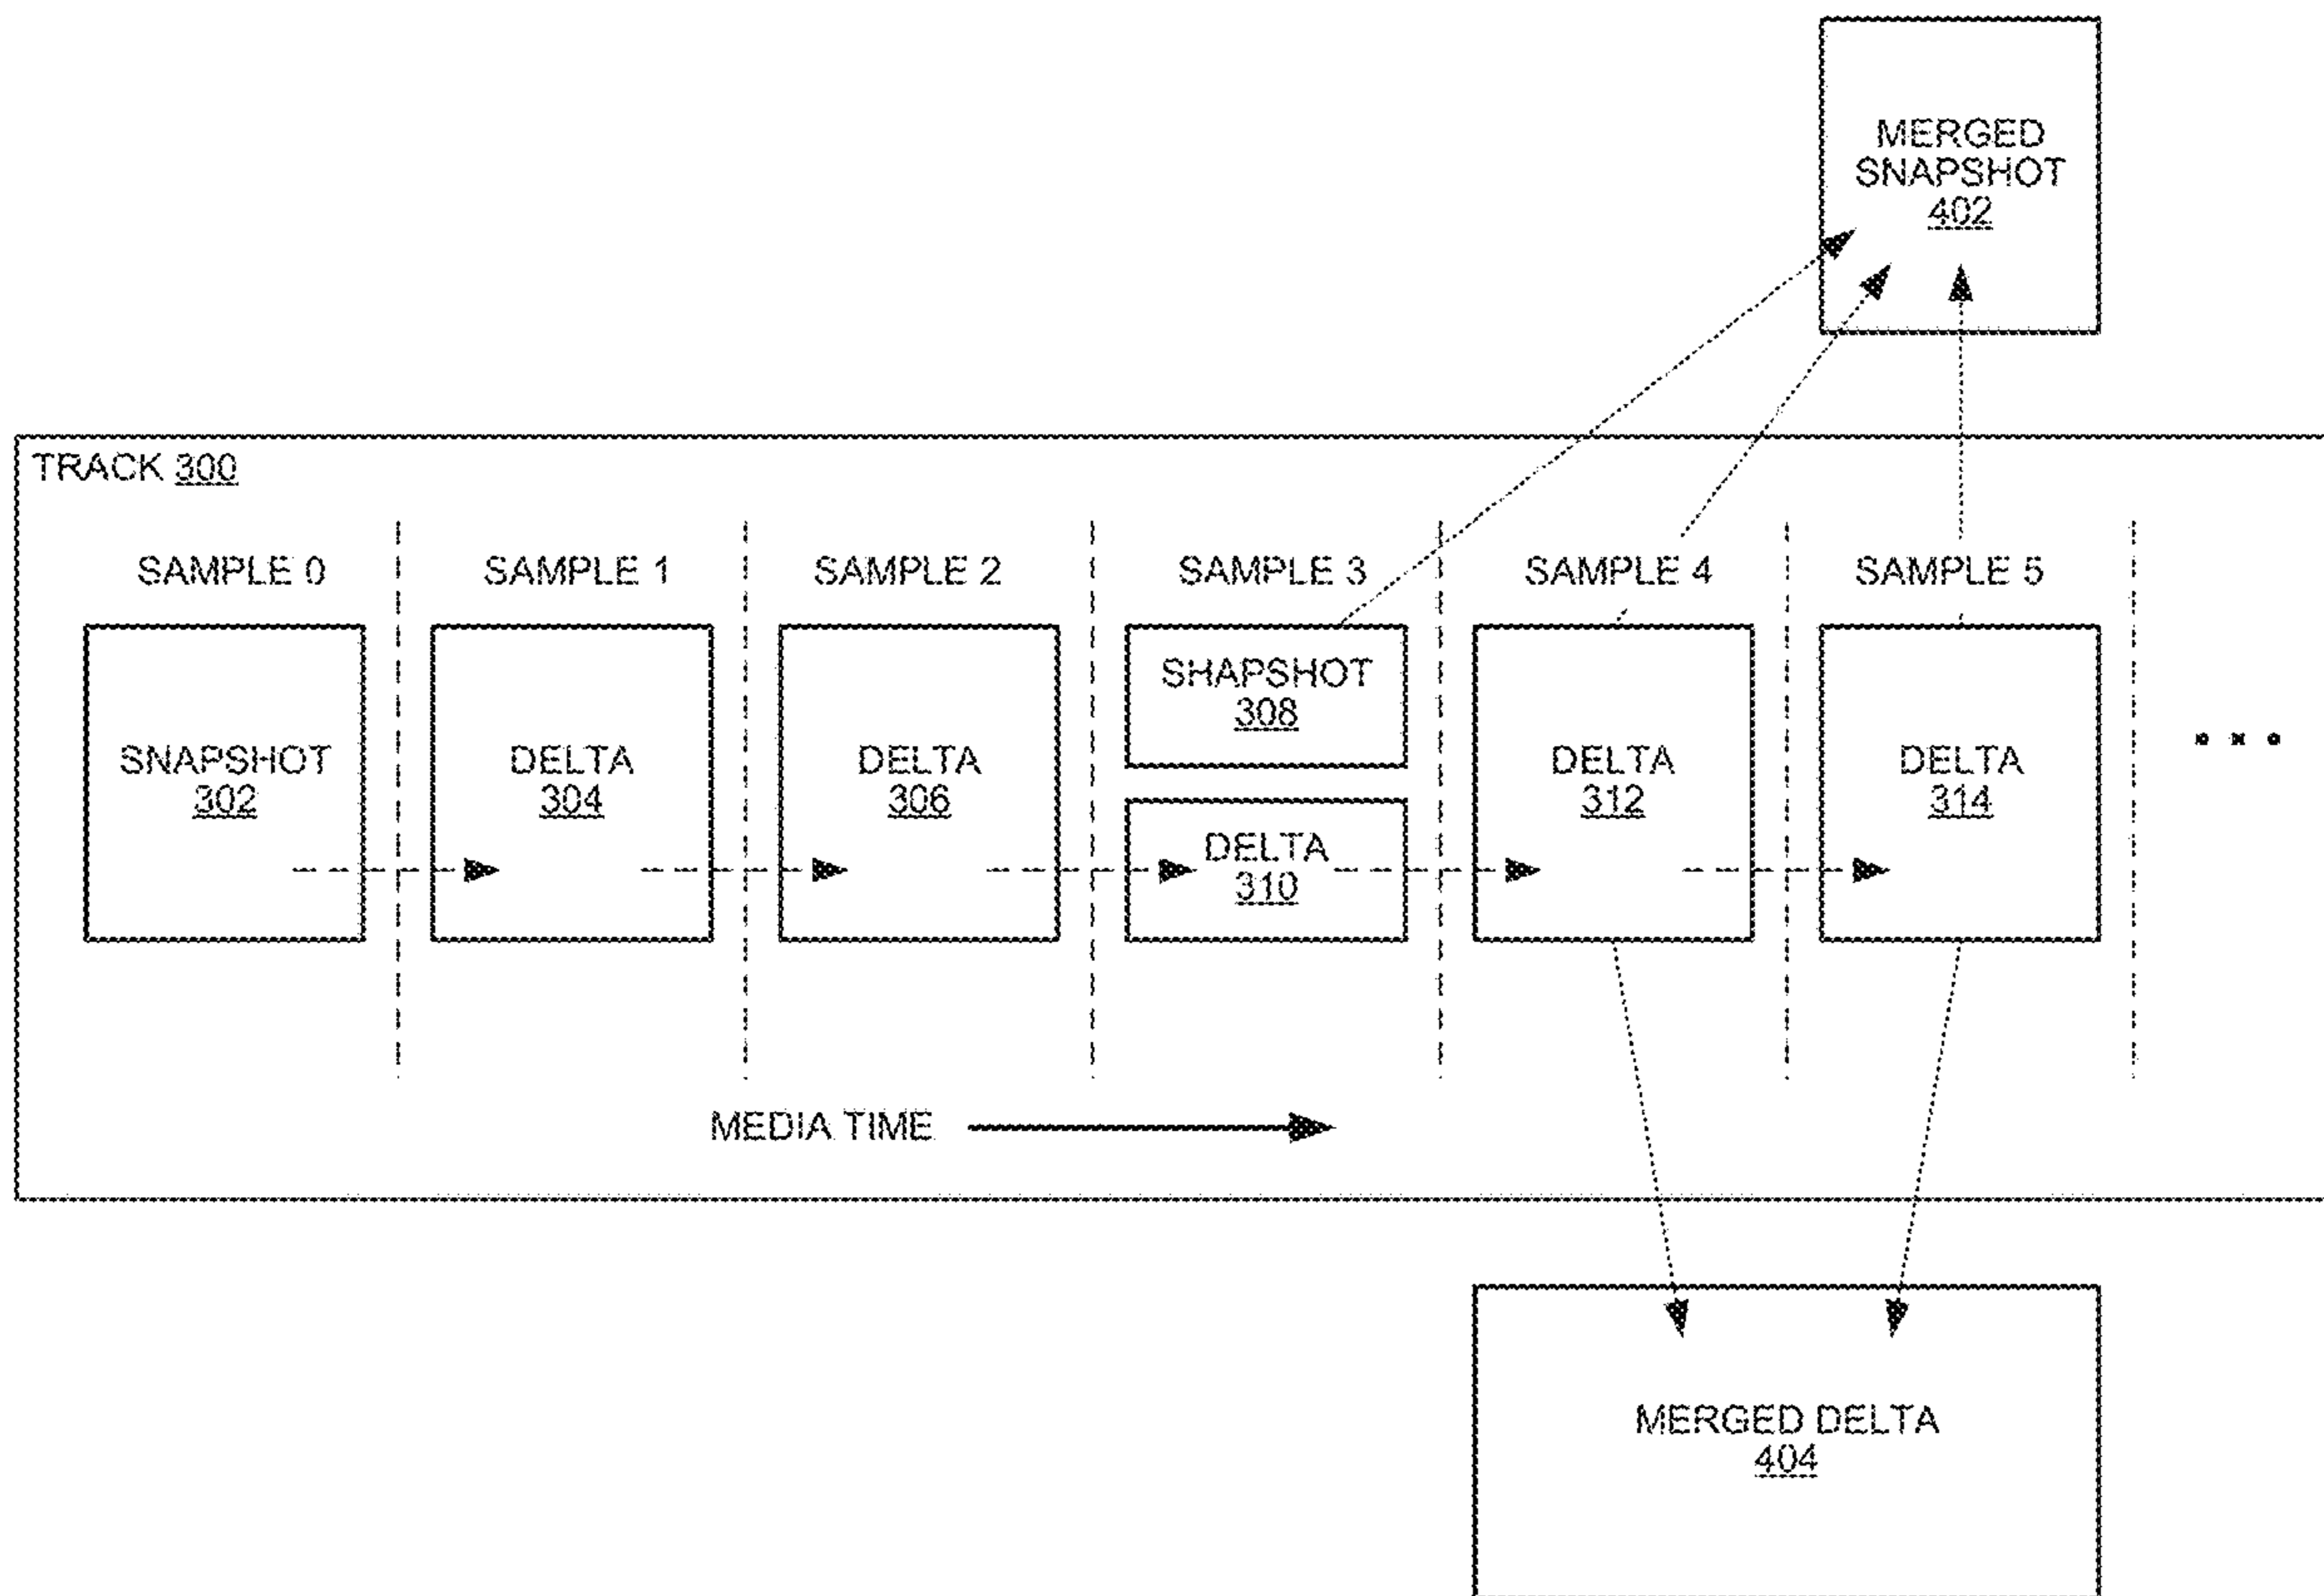 MERGED
SNAPSHOT
402
TRACK 300
SAMPLE 0
SAMPLE 1
SAMPLE 2
SAMPLE 3
SAMPLE 4
SAMPLE 5
SNAPSHOT
302
DELTA
304
DELTA
306
SHAPSHOT
308
DELTA
310
DELTA
312
DELTA
314
MEDIA TIME
MERGED DELTA
404